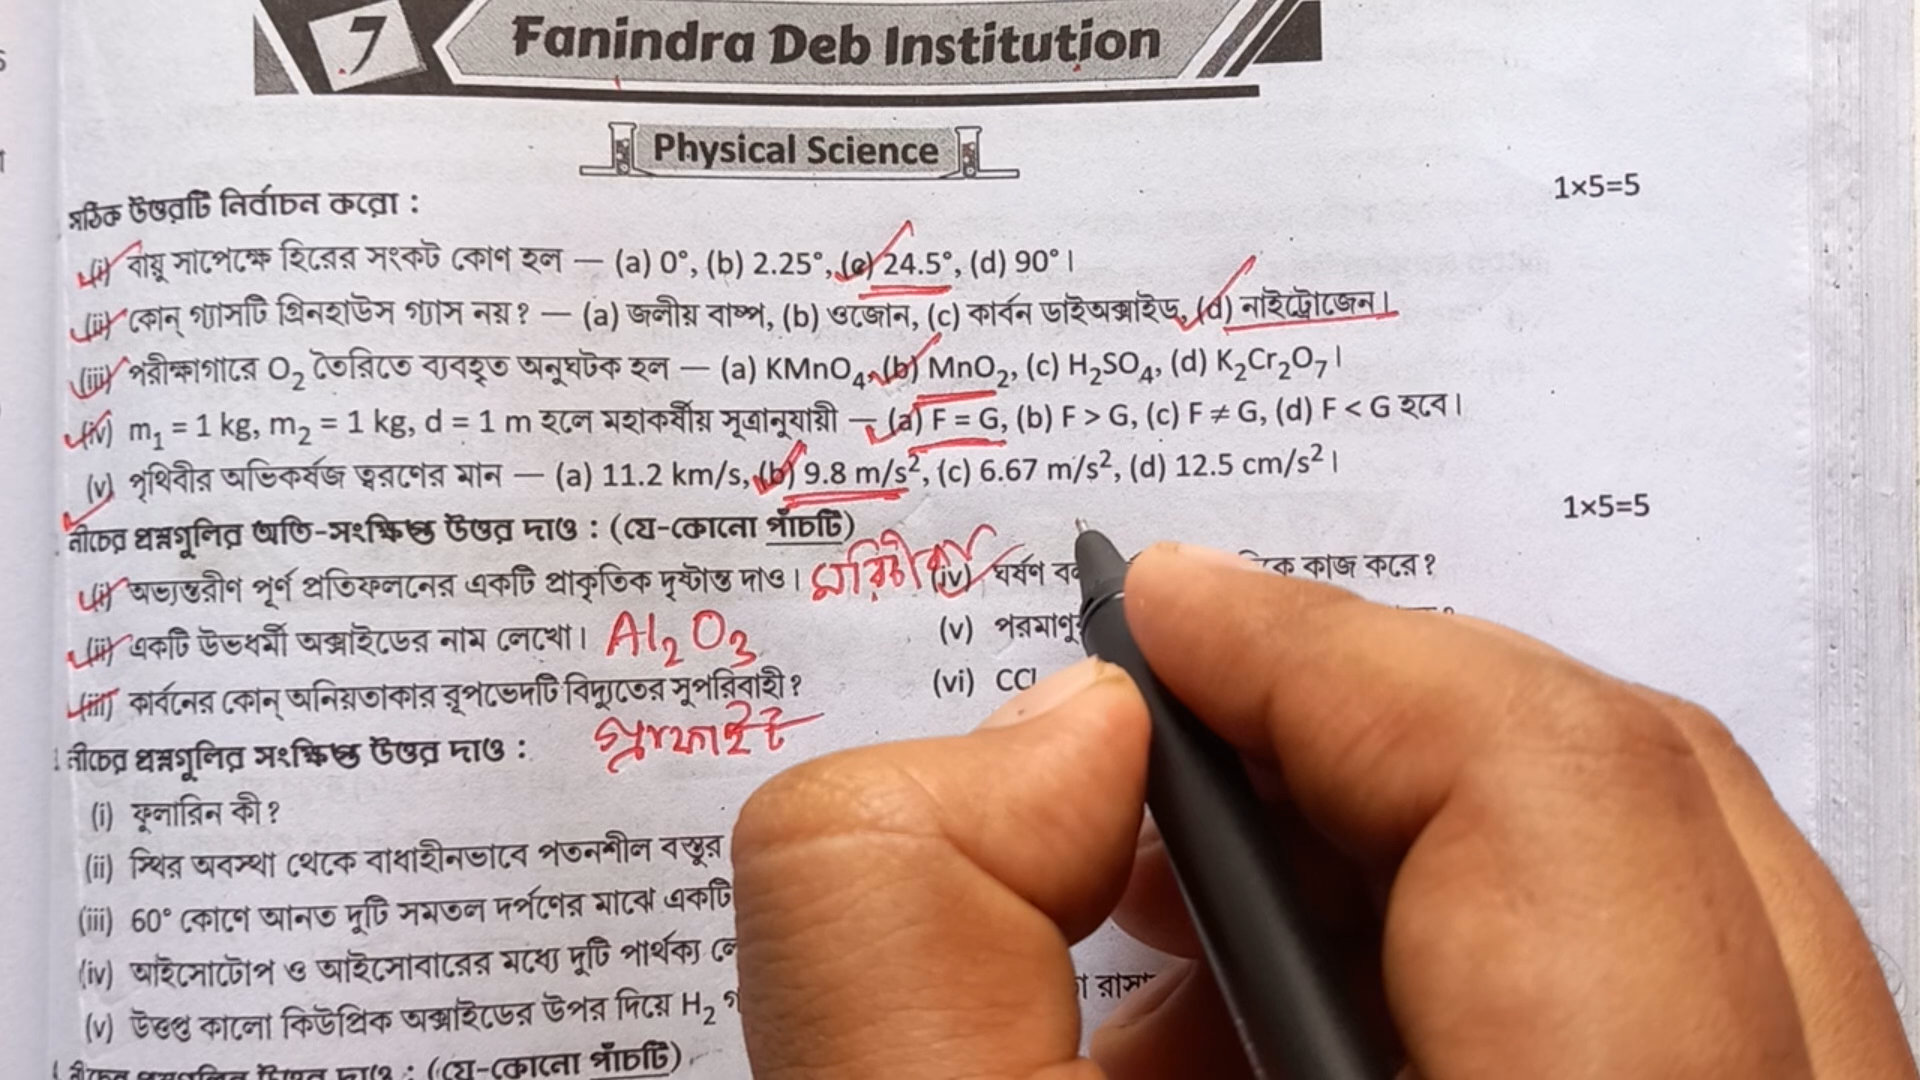 7
Fanindra Deb Institution
Physical Science
সঠিক উত্তরটি নির্বাচন করো : 1×5=5
(i) বায়ু সাপেক্ষে হিরের সংকট কোণ হল — (a) 0°, (b) 2.25°, (c) 24.5°, (d) 90° ।
(ii) কোন্ গ্যাসটি গ্রিনহাউস গ্যাস নয়? — (a) জলীয় বাষ্প, (b) ওজোন, (c) কার্বন ডাইঅক্সাইড, (d) নাইট্রোজেন।
(iii) পরীক্ষাগারে O₂ তৈরিতে ব্যবহৃত অনুঘটক হল — (a) KMnO₄, (b) MnO₂, (c) H₂SO₄, (d) K₂Cr₂O₇ ।
(iv) m₁ = 1 kg, m₂ = 1 kg, d = 1 m হলে মহাকর্ষীয় সূত্রানুযায়ী — (a) F = G, (b) F > G, (c) F ≠ G, (d) F < G হবে।
(v) পৃথিবীর অভিকর্ষজ ত্বরণের মান — (a) 11.2 km/s, (b) 9.8 m/s², (c) 6.67 m/s², (d) 12.5 cm/s² ।
নীচের প্রশ্নগুলির অতি-সংক্ষিপ্ত উত্তর দাও : (যে-কোনো পাঁচটি) 1×5=5
(i) অভ্যন্তরীণ পূর্ণ প্রতিফলনের একটি প্রাকৃতিক দৃষ্টান্ত দাও। মরিচীকা (iv) ঘর্ষণ কাজ করে?
(ii) একটি উভধর্মী অক্সাইডের নাম লেখো। Al₂O₃ (v) পরমাণু
(iii) কার্বনের কোন্ অনিয়তাকার রূপভেদটি বিদ্যুতের সুপরিবাহী? (vi) CCl
গ্রাফাইট
নীচের প্রশ্নগুলির সংক্ষিপ্ত উত্তর দাও :
(i) ফুলারিন কী?
(ii) স্থির অবস্থা থেকে বাধাহীনভাবে পতনশীল বস্তুর
(iii) 60° কোণে আনত দুটি সমতল দর্পণের মাঝে একটি
(iv) আইসোটোপ ও আইসোবারের মধ্যে দুটি পার্থক্য
(v) উত্তপ্ত কালো কিউপ্রিক অক্সাইডের উপর দিয়ে H₂
নীচের প্রশ্নগুলির উত্তর দাও : (যে-কোনো পাঁচটি)